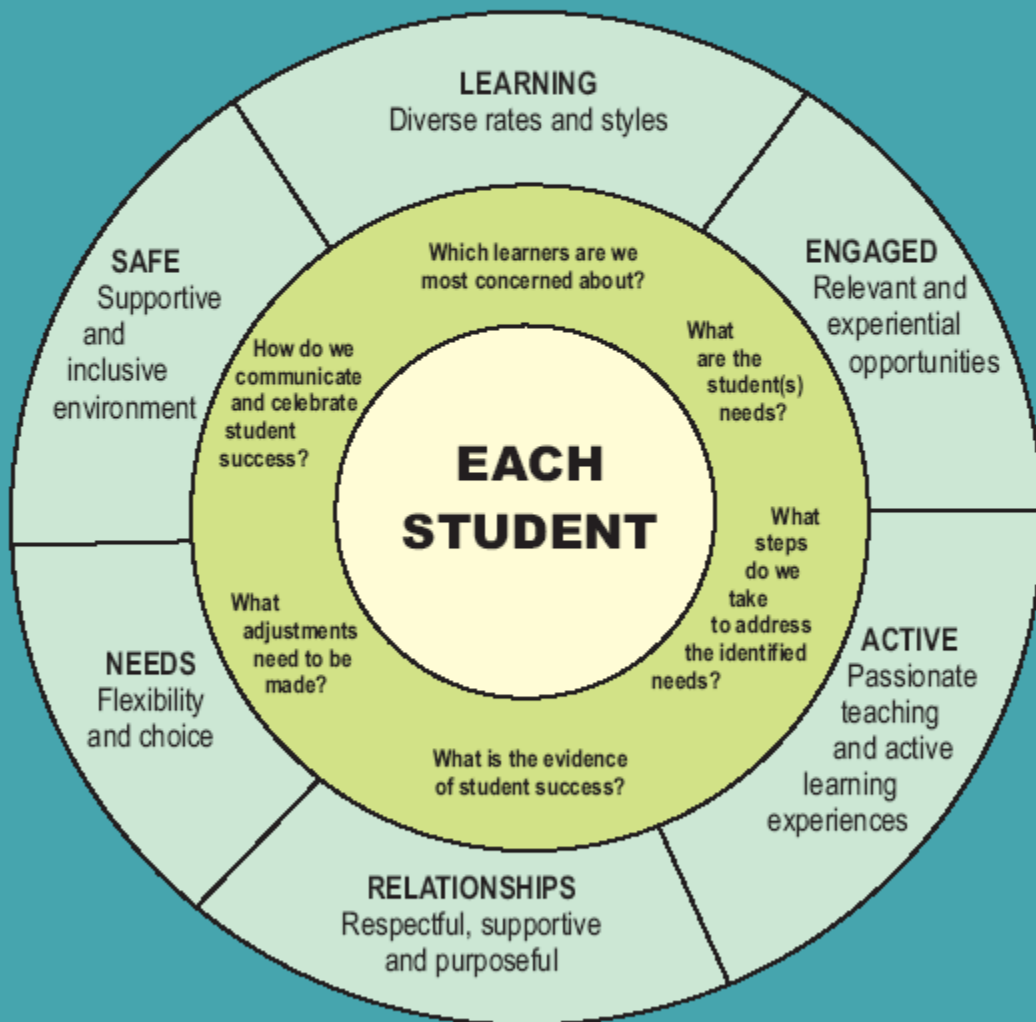 LEARNING
Diverse rates and styles
ENGAGED
Relevant and
experiential
opportunities
ACTIVE
Passionate
teaching
and active
learning
experiences
RELATIONSHIPS
Respectful, supportive
and purposeful
NEEDS
Flexibility
and choice
SAFE
Supportive
and
inclusive
environment
Which learners are we
most concerned about?
What
are the
student(s)
needs?
What
steps
do we
take
to address
the identified
needs?
What is the evidence
of student success?
What
adjustments
need to be
made?
How do we
communicate
and celebrate
student
success?
EACH
STUDENT